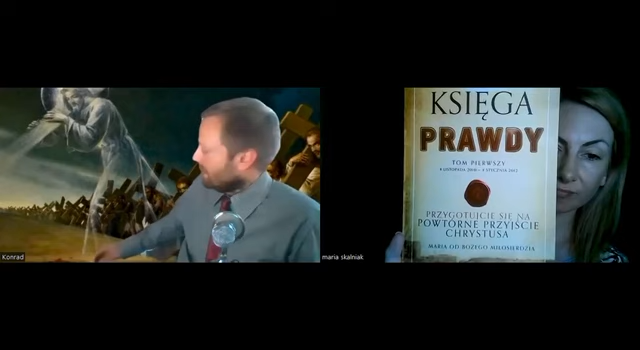 KSIĘGA
PRAWDY
TOM PIERWSZY
PRZYGOTUJCIE SIĘ NA
POWTÓRNE PRZYJŚCIE
CHRYSTUSA
MARIA OD BOŻEGO MIŁOSIERDZIA
Konrad
maria skalniak